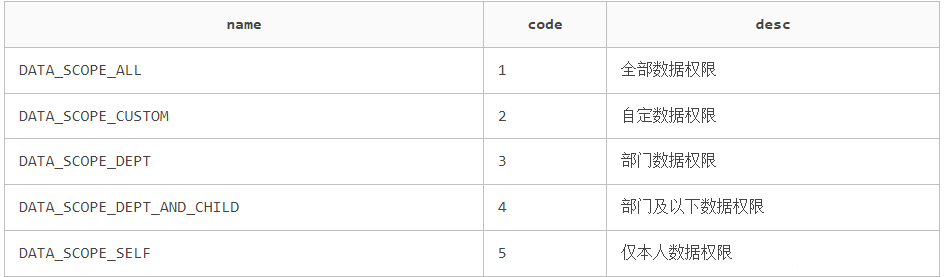 name code desc
DATA_SCOPE_ALL 1 全部数据权限
DATA_SCOPE_CUSTOM 2 自定数据权限
DATA_SCOPE_DEPT 3 部门数据权限
DATA_SCOPE_DEPT_AND_CHILD 4 部门及以下数据权限
DATA_SCOPE_SELF 5 仅本人数据权限